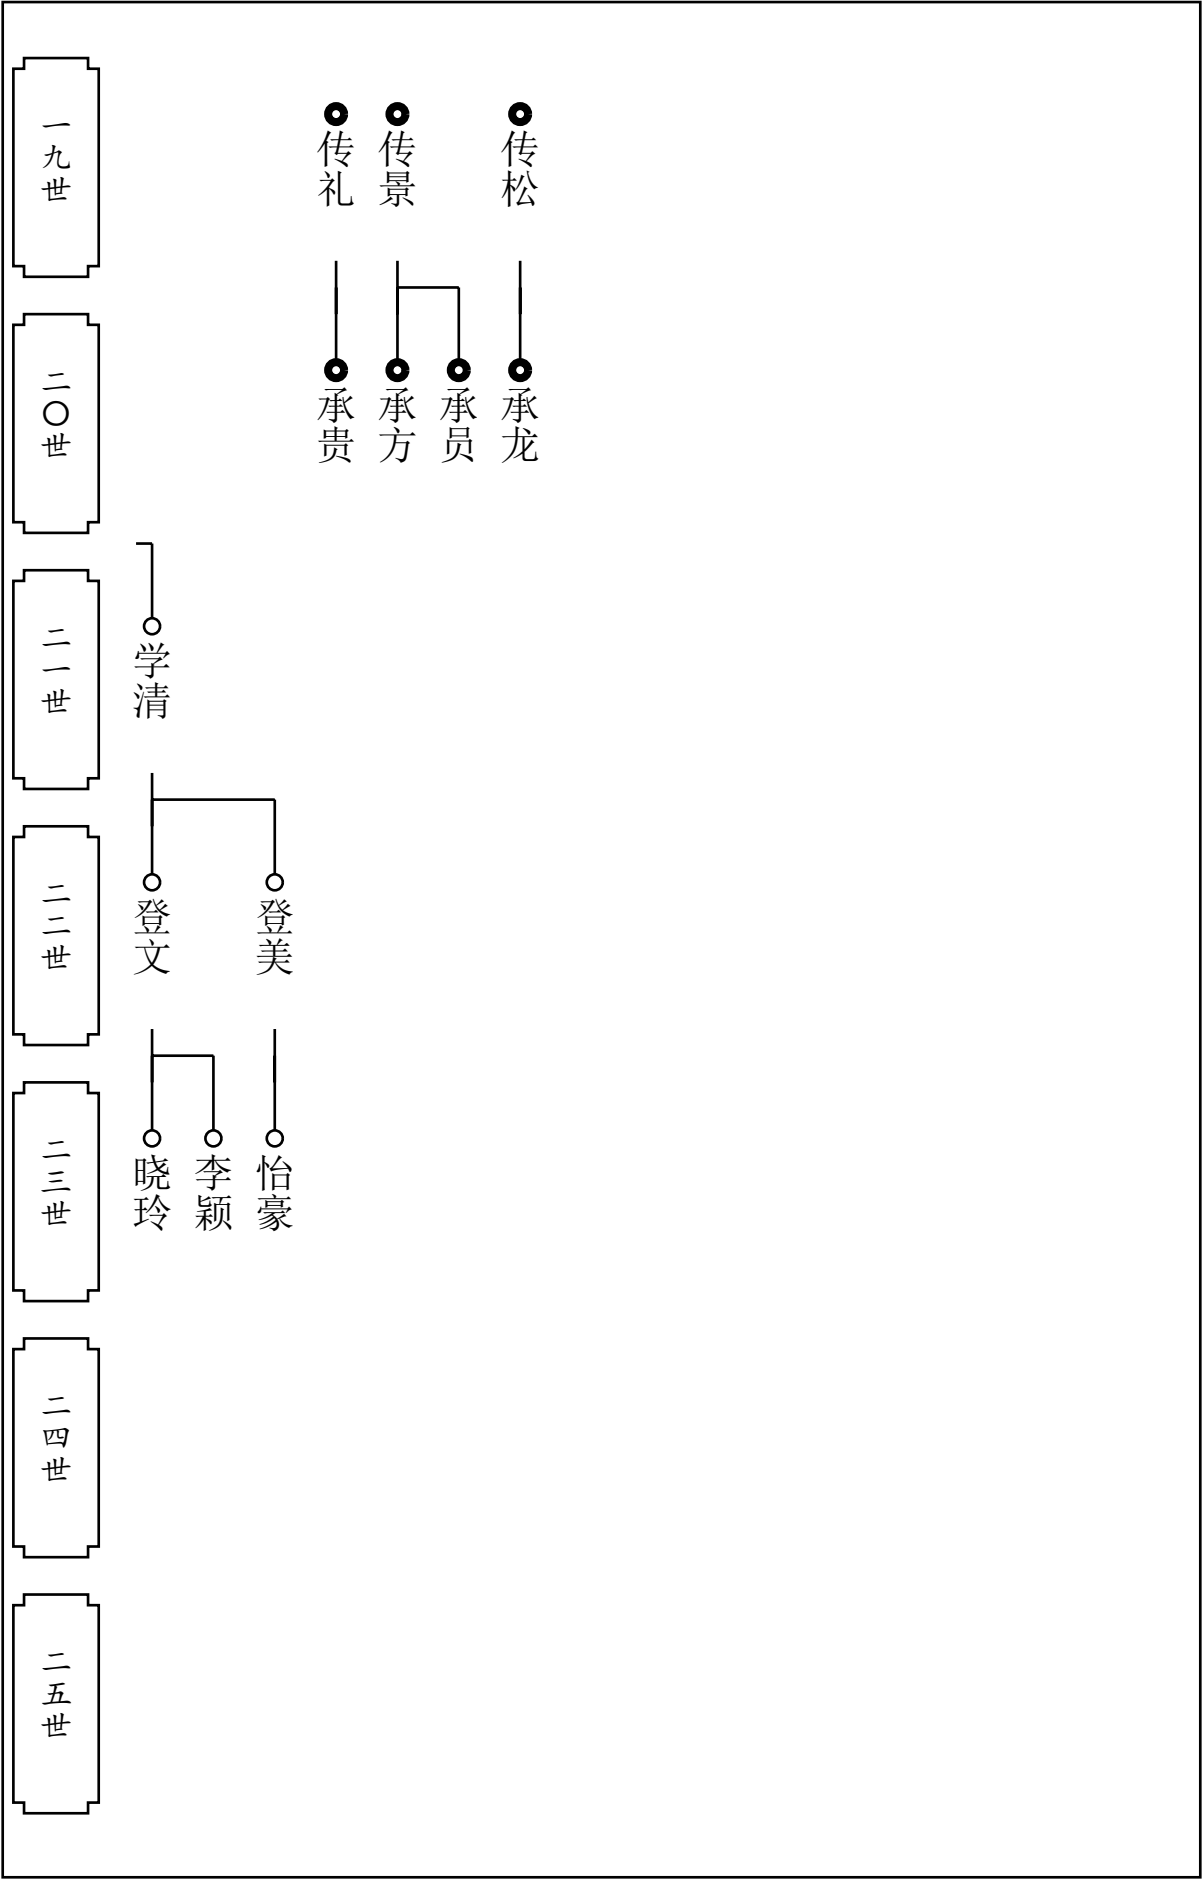 一九世
传礼
传景
传松
二〇世
承贵
承方
承员
承龙
二一世
学清
二二世
登文
登美
二三世
晓玲
李颖
怡豪
二四世
二五世